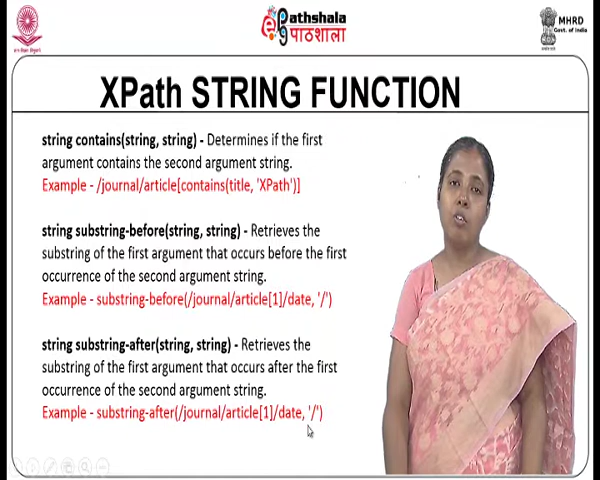 ePathshala
पाठशाला
MHRD
Govt. of India
XPath STRING FUNCTION
string contains(string, string) - Determines if the first
argument contains the second argument string.
Example - /journal/article[contains(title, 'XPath')]
string substring-before(string, string) - Retrieves the
substring of the first argument that occurs before the first
occurrence of the second argument string.
Example - substring-before(/journal/article[1]/date, '/')
string substring-after(string, string) - Retrieves the
substring of the first argument that occurs after the first
occurrence of the second argument string.
Example - substring-after(/journal/article[1]/date, '/')